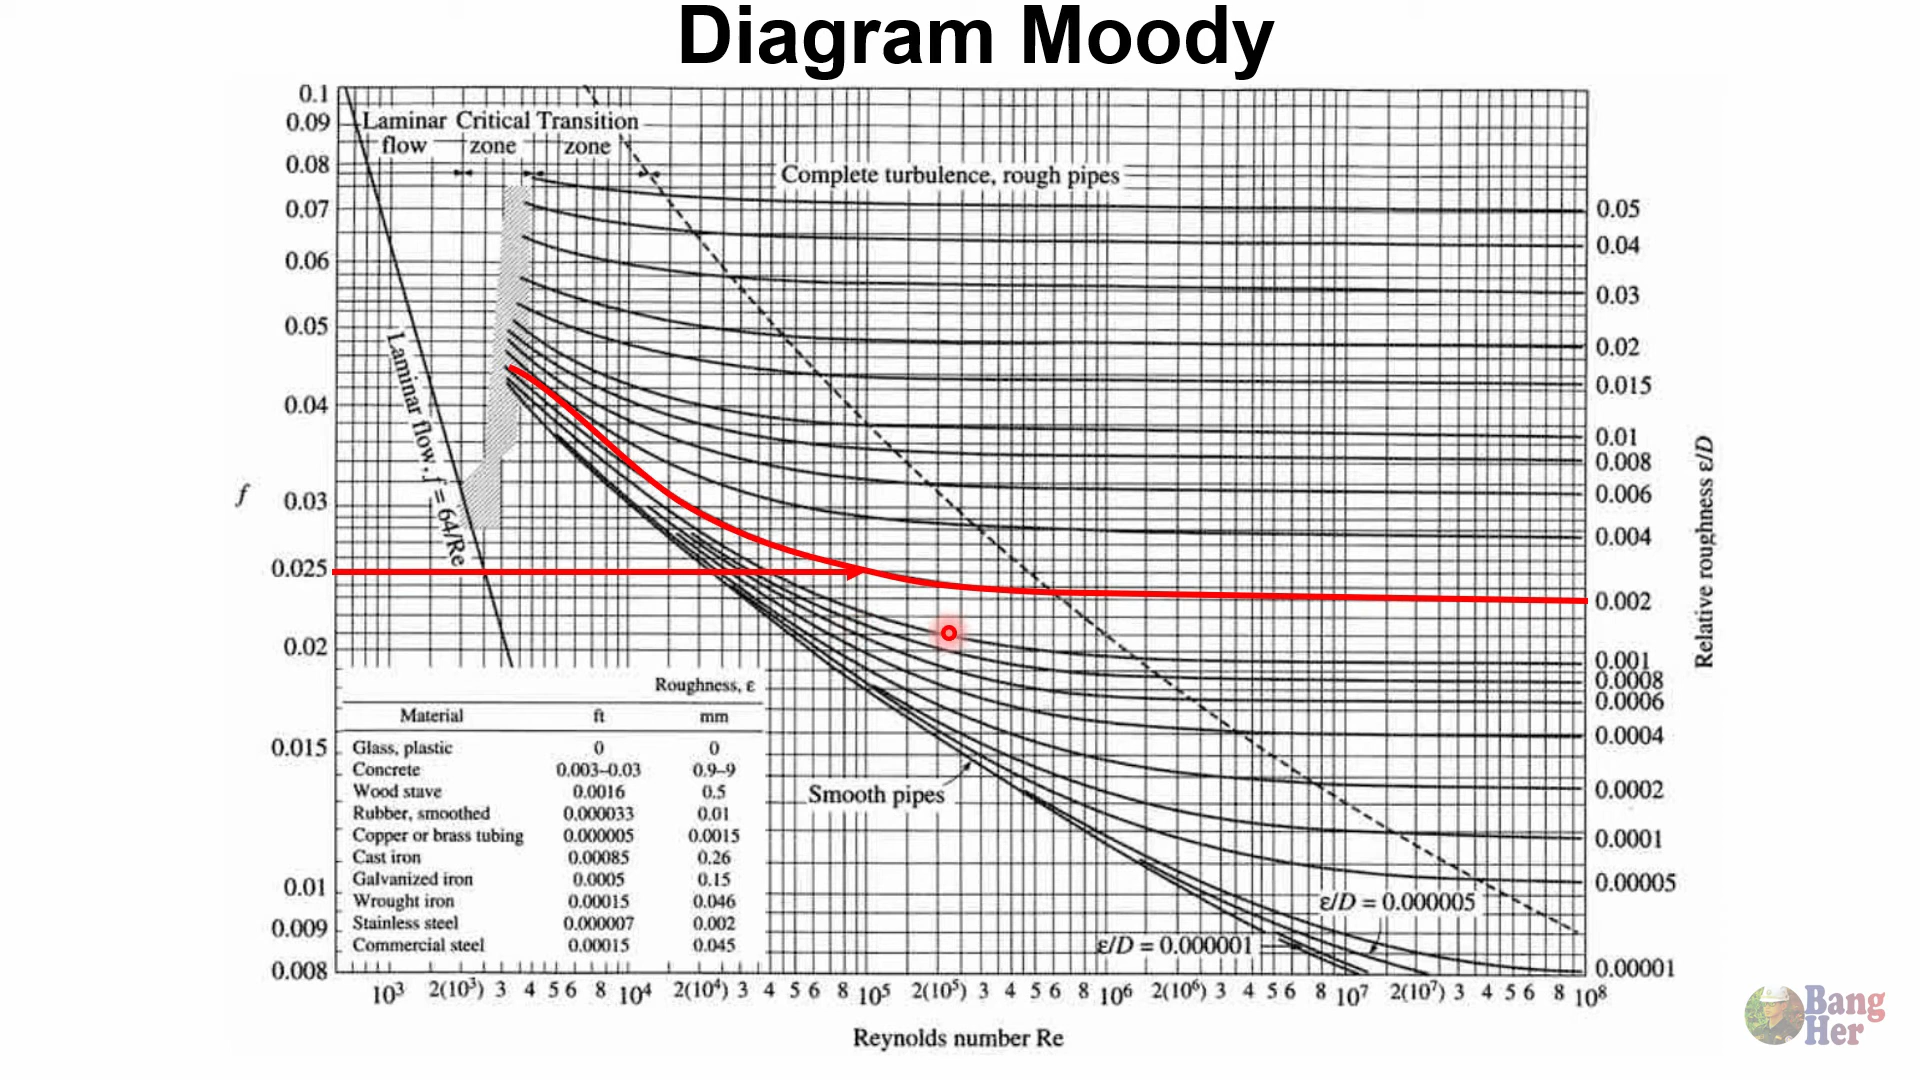 Diagram Moody
0.1
0.09
0.08
0.07
0.06
0.05
0.04
0.03
0.025
0.02
0.015
0.01
0.009
0.008
f
Laminar Critical Transition
flow zone zone
Complete turbulence, rough pipes
Laminar flow, f = 64/Re
Smooth pipes
ε/D = 0.000005
ε/D = 0.000001
Roughness, ε
Material ft mm
Glass, plastic 0 0
Concrete 0.003–0.03 0.9–9
Wood stave 0.0016 0.5
Rubber, smoothed 0.000033 0.01
Copper or brass tubing 0.000005 0.0015
Cast iron 0.00085 0.26
Galvanized iron 0.0005 0.15
Wrought iron 0.00015 0.046
Stainless steel 0.000007 0.002
Commercial steel 0.00015 0.045
0.05
0.04
0.03
0.02
0.015
0.01
0.008
0.006
0.004
0.002
0.001
0.0008
0.0006
0.0004
0.0002
0.0001
0.00005
0.00001
Relative roughness ε/D
10³ 2(10³) 3 4 5 6 8 10⁴ 2(10⁴) 3 4 5 6 8 10⁵ 2(10⁵) 3 4 5 6 8 10⁶ 2(10⁶) 3 4 5 6 8 10⁷ 2(10⁷) 3 4 5 6 8 10⁸
Reynolds number Re
Bang
Her